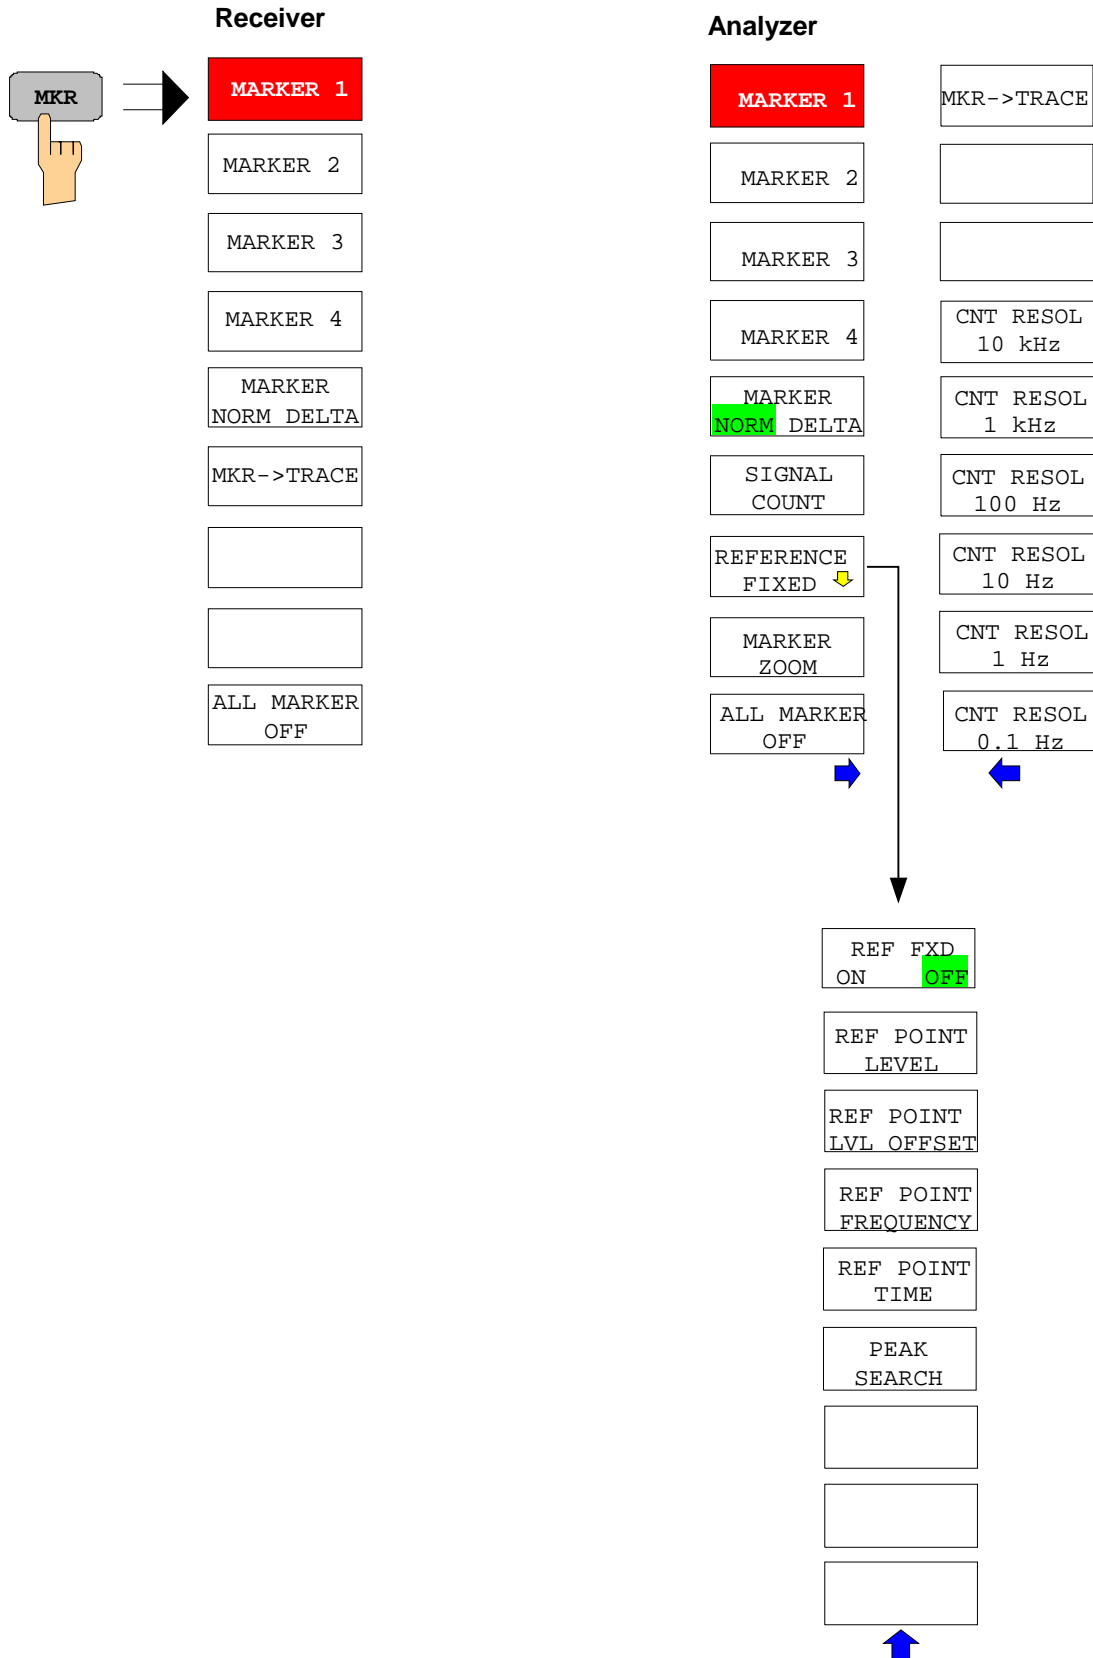 Receiver
MKR
MARKER 1
MARKER 2
MARKER 3
MARKER 4
MARKER
NORM DELTA
MKR->TRACE
ALL MARKER
OFF
Analyzer
MARKER 1
MARKER 2
MARKER 3
MARKER 4
MARKER
NORM DELTA
SIGNAL
COUNT
REFERENCE
FIXED
MARKER
ZOOM
ALL MARKER
OFF
MKR->TRACE
CNT RESOL
10 kHz
CNT RESOL
1 kHz
CNT RESOL
100 Hz
CNT RESOL
10 Hz
CNT RESOL
1 Hz
CNT RESOL
0.1 Hz
REF FXD
ON OFF
REF POINT
LEVEL
REF POINT
LVL OFFSET
REF POINT
FREQUENCY
REF POINT
TIME
PEAK
SEARCH